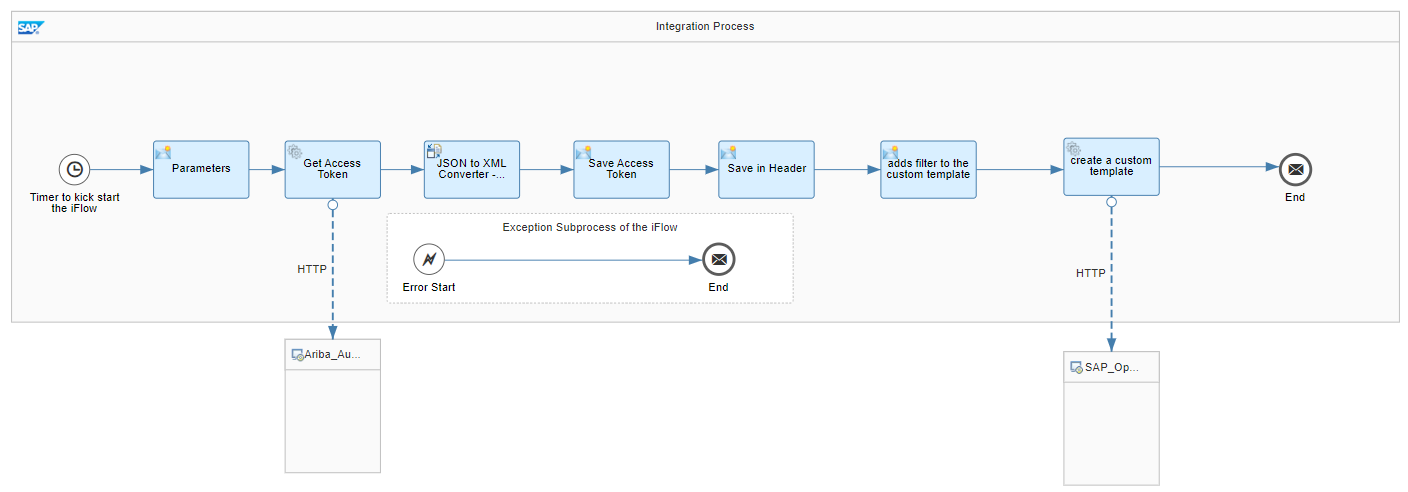 Integration Process
SAP
Timer to kick start
the iFlow
Parameters
Get Access
Token
JSON to XML
Converter -...
Save Access
Token
Save in Header
adds filter to the
custom template
create a custom
template
End
HTTP
Exception Subprocess of the iFlow
Error Start
End
HTTP
Ariba_Au...
SAP_Op...